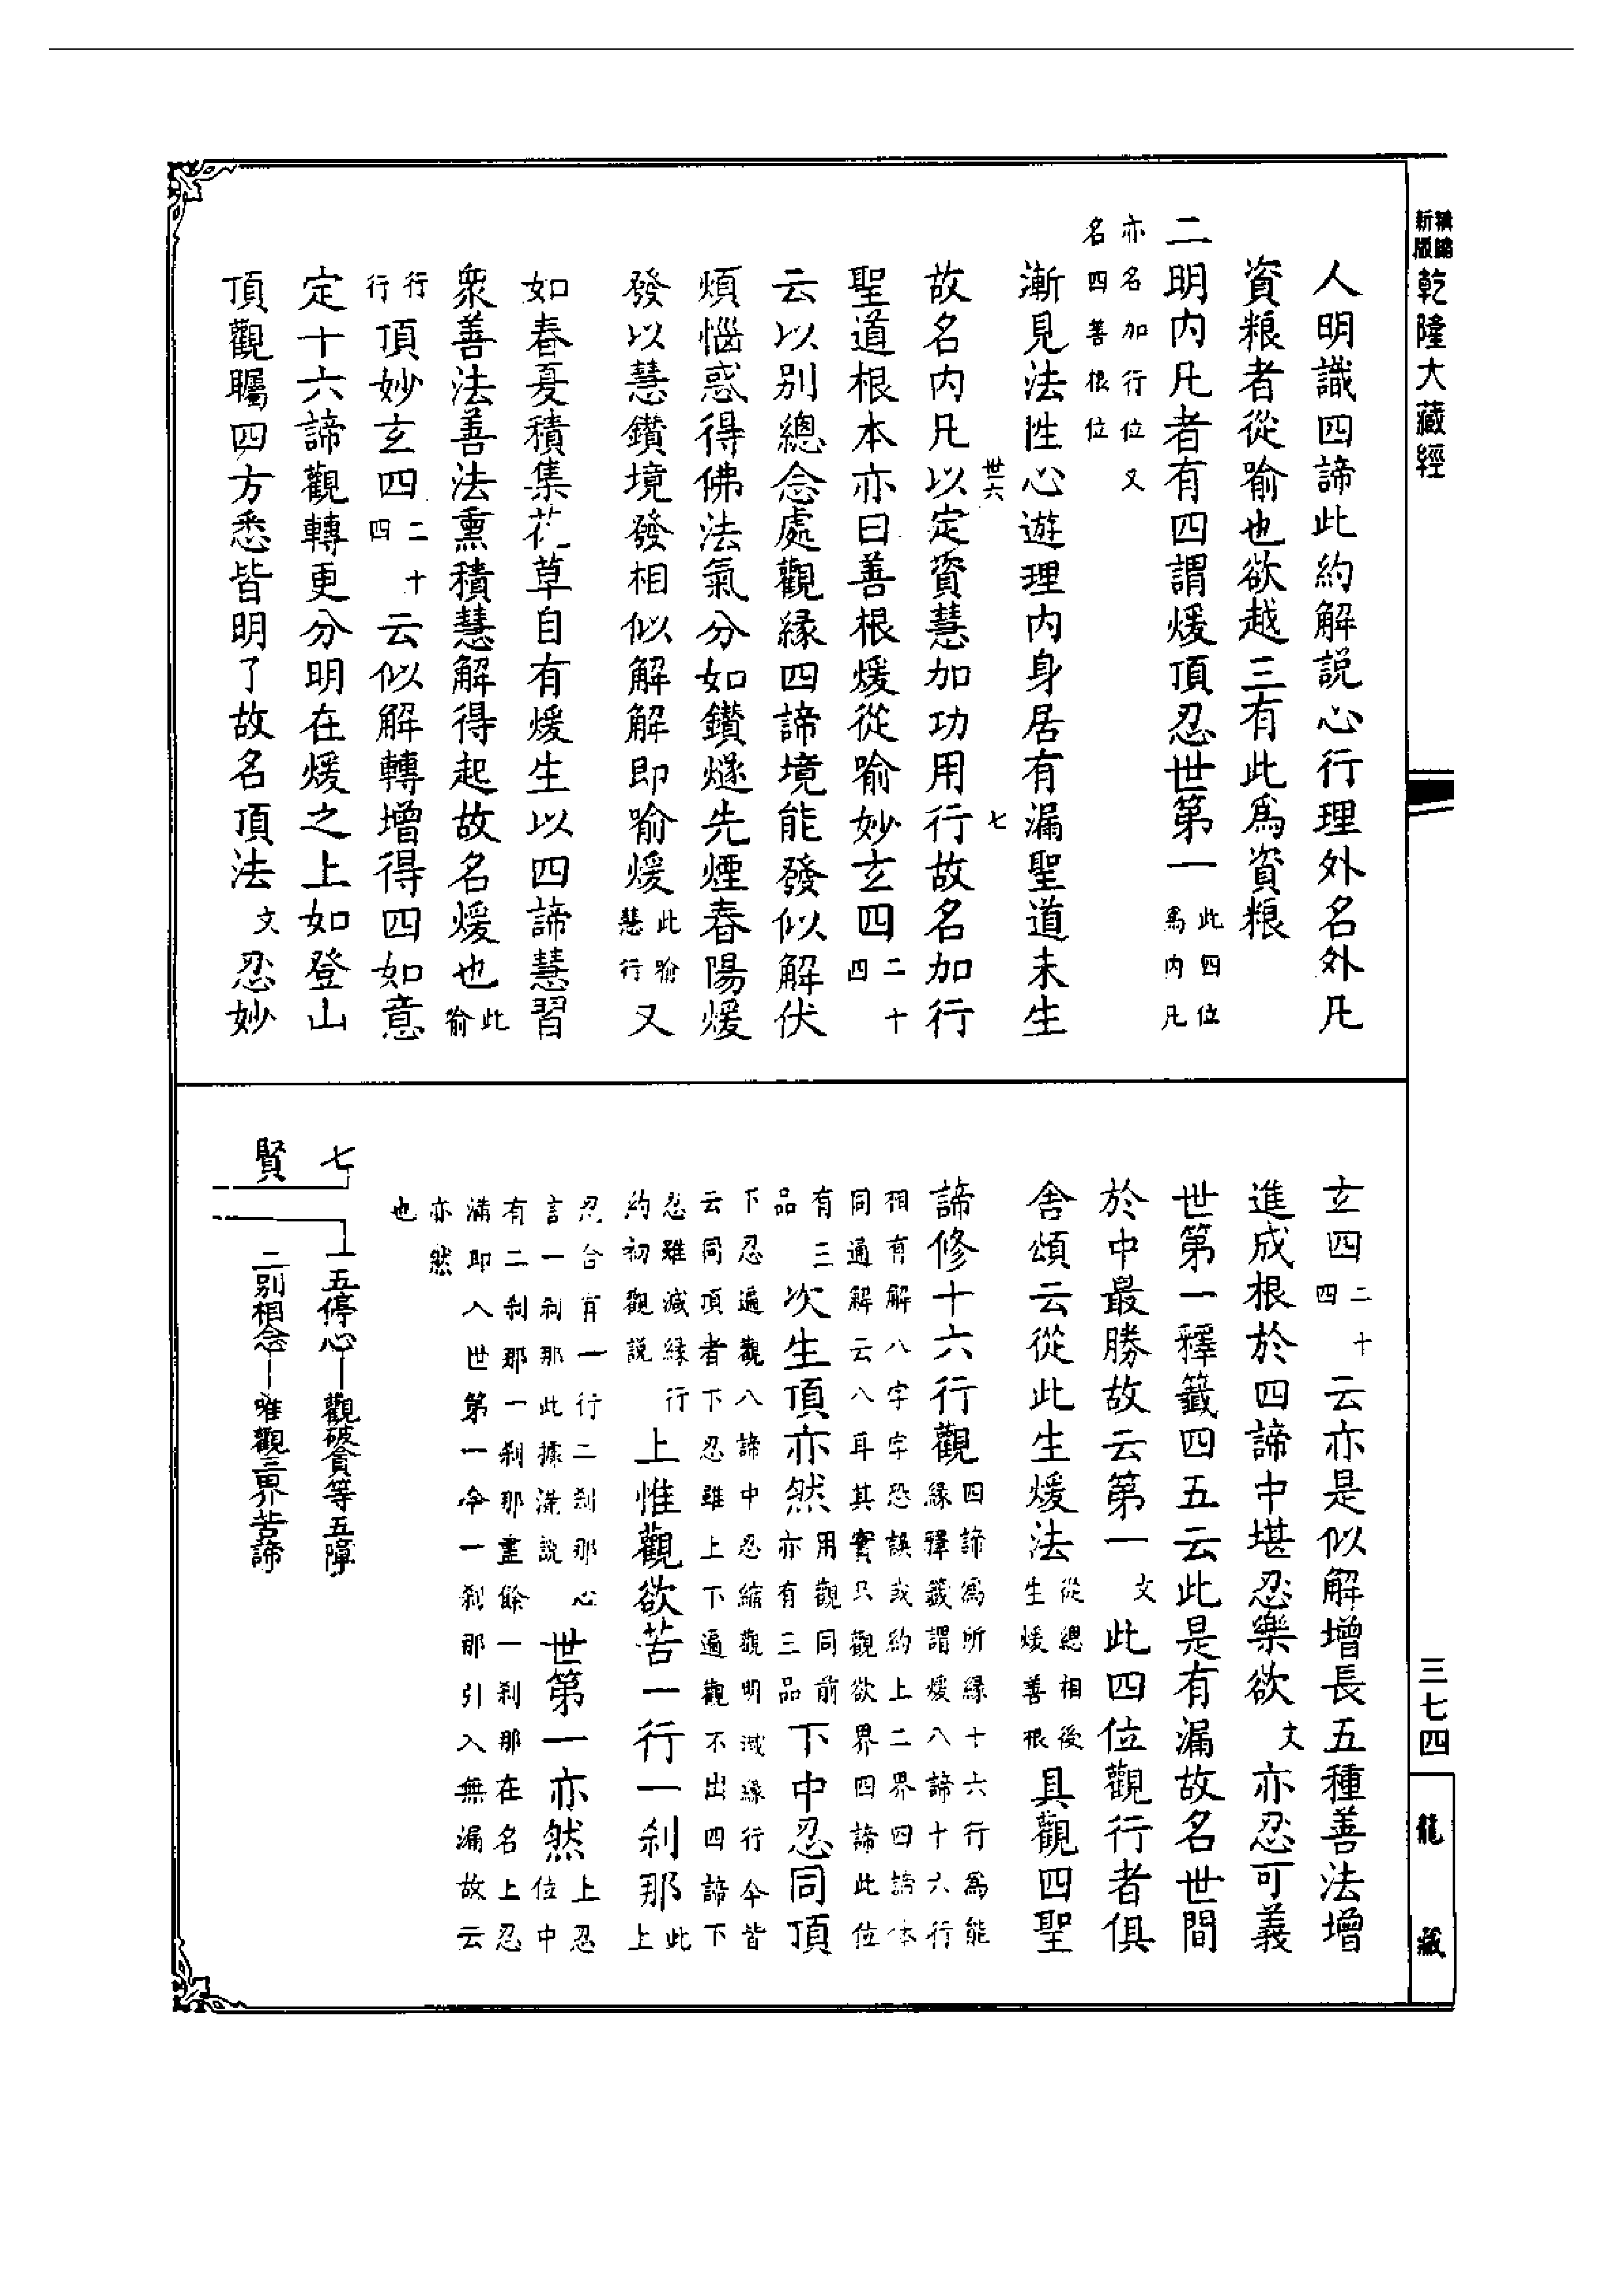 新編
新版
乾隆大藏經
人明識四諦此約解説心行理外名外凡
資粮者從喻也欲越三有此為資粮
二明内凡者有四謂煖頂忍世第一此四位為内凡
亦名加行位又名四善根位
漸見法性心遊理内身居有漏聖道未生
世六
七
故名内凡以定資慧加功用行故名加行
聖道根本亦曰善根煖從喻妙玄四二十四
云以别總念處觀緣四諦境能發似解伏
煩惱惑得佛法氣分如鑚燧先煙春陽煖
發以慧鑚境發發相似解解即喻煖此喻慧行又
如春夏積集花草自有煖生以四諦慧習
衆善法善法熏積慧解得起故名煖也此喻
行行頂妙玄四二十四云似解轉增得四如意
定十六諦觀轉更分明在煖之上如登山
頂觀矚四方悉皆明了故名頂法文忍妙
玄四二十四云亦是似解增長五種善法增
進成根於四諦中堪忍樂欲文亦忍可義
世第一釋籤四五云此是有漏故名世間
於中最勝故云第一文此四位觀行者俱
舍頌云從此生煖法從總相後生煖善根具觀四聖
諦修十六行觀四諦為所緣十六行為能緣釋籤謂煖八諦十六行
相有解八字字恐誤或約上二界四諦体同通解云八耳其實只觀欲界四諦此位
有三品次生頂亦然用觀同前亦有三品下中忍同頂
下忍遍觀八諦中忍縮觀明減緣行今皆云同頂者下忍雖上下遍觀不出四諦下
忍雖減緣行約初觀説上惟觀欲苦一行一剎那此上
忍合有一行二剎那心言一剎那此據滿說世第一亦然上忍位中
有二剎那一剎那盡餘一剎那在名上忍滿即入世第一今一剎那引入無漏故云
亦然也
七賢
一五停心—觀破貪等五障
二别相念—唯觀三界苦諦
三七四
龍藏